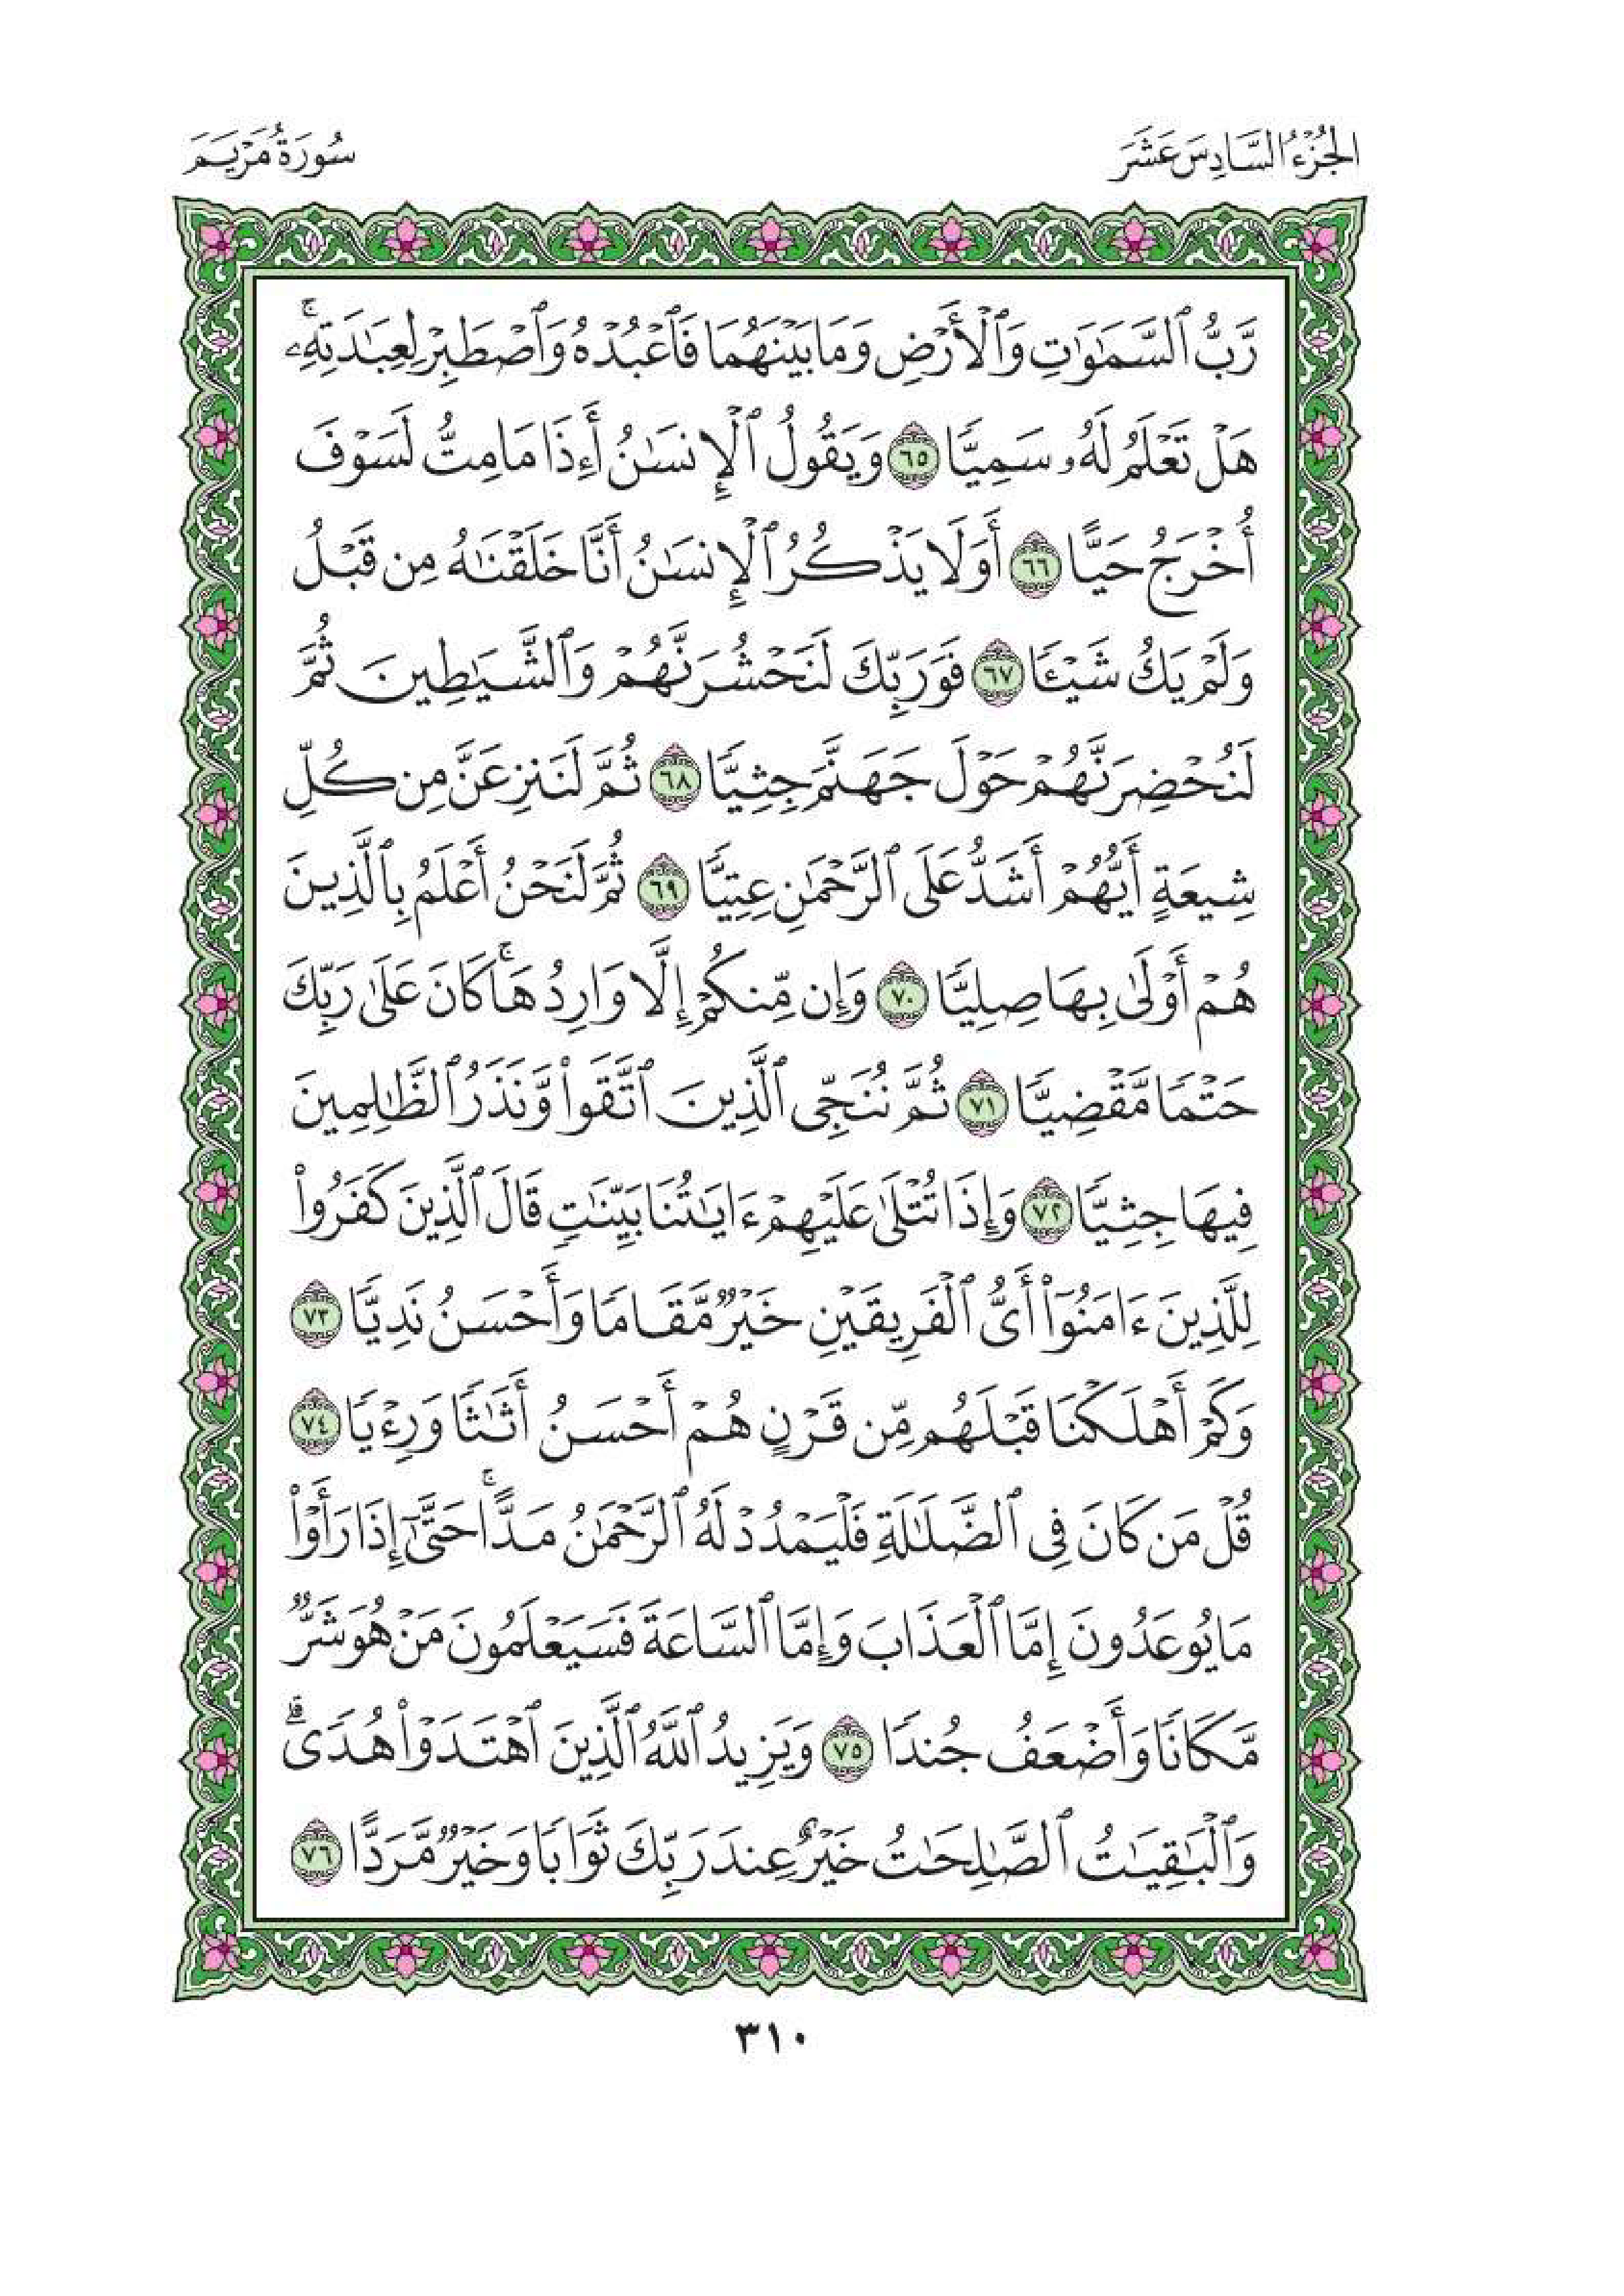 الجُزْءُ السَّادِسَ عَشَرَ
سُورَةُ مَرْيَمَ
رَّبُّ ٱلسَّمَٰوَٰتِ وَٱلْأَرْضِ وَمَا بَيْنَهُمَا فَٱعْبُدْهُ وَٱصْطَبِرْ لِعِبَٰدَتِهِۦۚ
هَلْ تَعْلَمُ لَهُۥ سَمِيًّا ٦٥ وَيَقُولُ ٱلْإِنسَٰنُ أَءِذَا مَا مِتُّ لَسَوْفَ
أُخْرَجُ حَيًّا ٦٦ أَوَلَا يَذْكُرُ ٱلْإِنسَٰنُ أَنَّا خَلَقْنَٰهُ مِن قَبْلُ
وَلَمْ يَكُ شَيْـًٔا ٦٧ فَوَرَبِّكَ لَنَحْشُرَنَّهُمْ وَٱلشَّيَٰطِينَ ثُمَّ
لَنُحْضِرَنَّهُمْ حَوْلَ جَهَنَّمَ جِثِيًّا ٦٨ ثُمَّ لَنَنزِعَنَّ مِن كُلِّ
شِيعَةٍ أَيُّهُمْ أَشَدُّ عَلَى ٱلرَّحْمَٰنِ عِتِيًّا ٦٩ ثُمَّ لَنَحْنُ أَعْلَمُ بِٱلَّذِينَ
هُمْ أَوْلَىٰ بِهَا صِلِيًّا ٧٠ وَإِن مِّنكُمْ إِلَّا وَارِدُهَاۚ كَانَ عَلَىٰ رَبِّكَ
حَتْمًا مَّقْضِيًّا ٧١ ثُمَّ نُنَجِّى ٱلَّذِينَ ٱتَّقَوا۟ وَّنَذَرُ ٱلظَّٰلِمِينَ
فِيهَا جِثِيًّا ٧٢ وَإِذَا تُتْلَىٰ عَلَيْهِمْ ءَايَٰتُنَا بَيِّنَٰتٍ قَالَ ٱلَّذِينَ كَفَرُوا۟
لِلَّذِينَ ءَامَنُوٓا۟ أَىُّ ٱلْفَرِيقَيْنِ خَيْرٌ مَّقَامًا وَأَحْسَنُ نَدِيًّا ٧٣
وَكَمْ أَهْلَكْنَا قَبْلَهُم مِّن قَرْنٍ هُمْ أَحْسَنُ أَثَٰثًا وَرِءْيًا ٧٤
قُلْ مَن كَانَ فِى ٱلضَّلَٰلَةِ فَلْيَمْدُدْ لَهُ ٱلرَّحْمَٰنُ مَدًّاۚ حَتَّىٰٓ إِذَا رَأَوْا۟
مَا يُوعَدُونَ إِمَّا ٱلْعَذَابَ وَإِمَّا ٱلسَّاعَةَ فَسَيَعْلَمُونَ مَنْ هُوَ شَرٌّ
مَّكَانًا وَأَضْعَفُ جُندًا ٧٥ وَيَزِيدُ ٱللَّهُ ٱلَّذِينَ ٱهْتَدَوْا۟ هُدًىۗ
وَٱلْبَٰقِيَٰتُ ٱلصَّٰلِحَٰتُ خَيْرٌ عِندَ رَبِّكَ ثَوَابًا وَخَيْرٌ مَّرَدًّا ٧٦
٣١٠